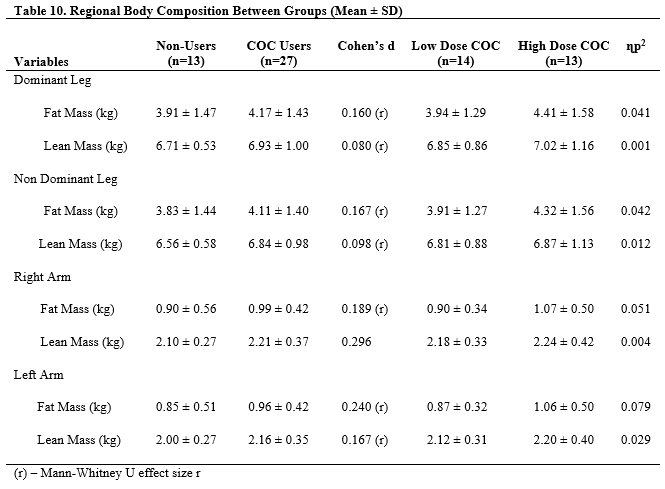 Table 10. Regional Body Composition Between Groups (Mean ± SD)
Variables Non-Users (n=13) COC Users (n=27) Cohen's d Low Dose COC (n=14) High Dose COC (n=13) ηp²
Dominant Leg
Fat Mass (kg) 3.91 ± 1.47 4.17 ± 1.43 0.160 (r) 3.94 ± 1.29 4.41 ± 1.58 0.041
Lean Mass (kg) 6.71 ± 0.53 6.93 ± 1.00 0.080 (r) 6.85 ± 0.86 7.02 ± 1.16 0.001
Non Dominant Leg
Fat Mass (kg) 3.83 ± 1.44 4.11 ± 1.40 0.167 (r) 3.91 ± 1.27 4.32 ± 1.56 0.042
Lean Mass (kg) 6.56 ± 0.58 6.84 ± 0.98 0.098 (r) 6.81 ± 0.88 6.87 ± 1.13 0.012
Right Arm
Fat Mass (kg) 0.90 ± 0.56 0.99 ± 0.42 0.189 (r) 0.90 ± 0.34 1.07 ± 0.50 0.051
Lean Mass (kg) 2.10 ± 0.27 2.21 ± 0.37 0.296 2.18 ± 0.33 2.24 ± 0.42 0.004
Left Arm
Fat Mass (kg) 0.85 ± 0.51 0.96 ± 0.42 0.240 (r) 0.87 ± 0.32 1.06 ± 0.50 0.079
Lean Mass (kg) 2.00 ± 0.27 2.16 ± 0.35 0.167 (r) 2.12 ± 0.31 2.20 ± 0.40 0.029
(r) – Mann-Whitney U effect size r